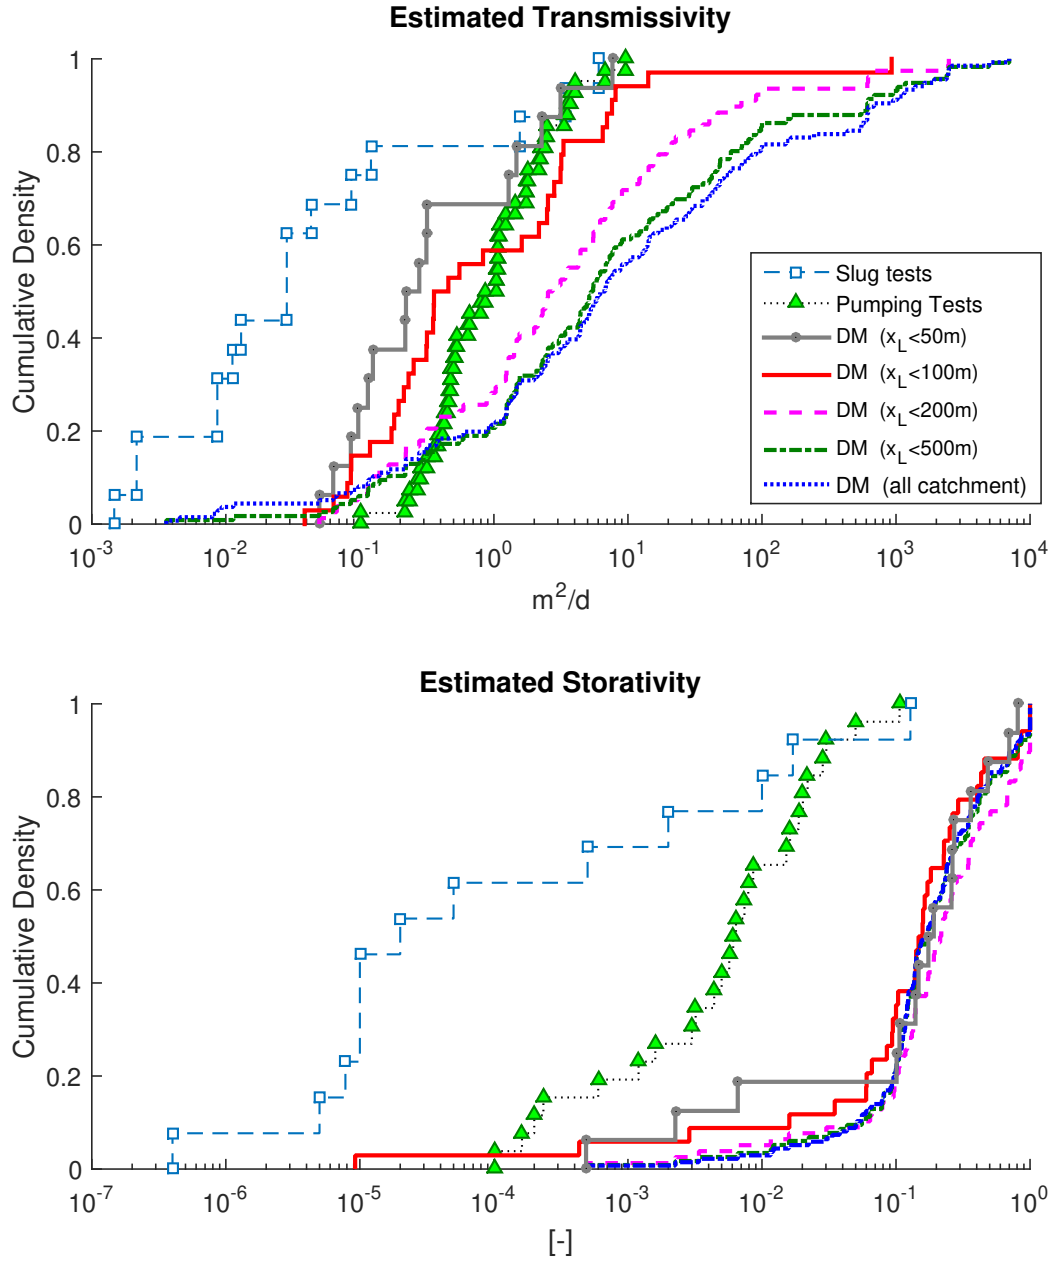 Estimated Transmissivity
Cumulative Density
1
0.8
0.6
0.4
0.2
0
10^-3
10^-2
10^-1
10^0
10^1
10^2
10^3
10^4
m^2/d
Slug tests
Pumping Tests
DM (x_L<50m)
DM (x_L<100m)
DM (x_L<200m)
DM (x_L<500m)
DM (all catchment)
Estimated Storativity
Cumulative Density
1
0.8
0.6
0.4
0.2
0
10^-7
10^-6
10^-5
10^-4
10^-3
10^-2
10^-1
10^0
[-]